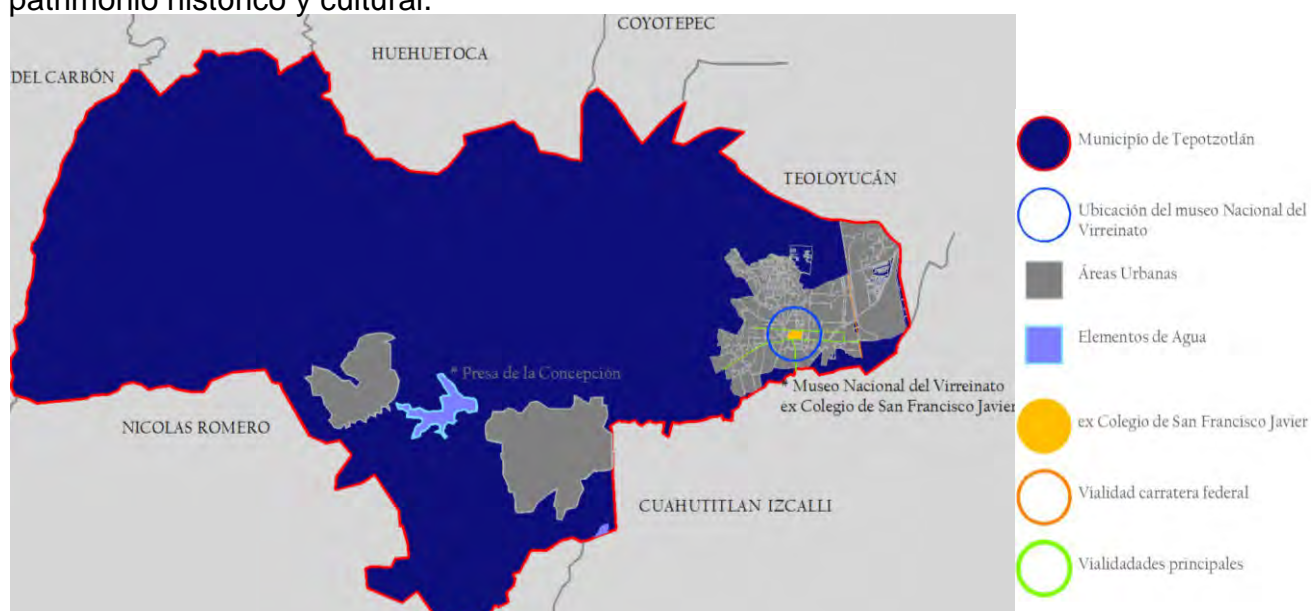 patrimonio histórico y cultural.
COYOTEPEC
HUEHUETOCA
DEL CARBÓN
TEOLOYUCÁN
* Presa de la Concepción
* Museo Nacional del Virreinato
ex Colegio de San Francisco Javier
NICOLAS ROMERO
CUAHUTITLAN IZCALLI
Municipio de Tepotzotlán
Ubicación del museo Nacional del
Virreinato
Áreas Urbanas
Elementos de Agua
ex Colegio de San Francisco Javier
Vialidad carratera federal
Vialidadades principales